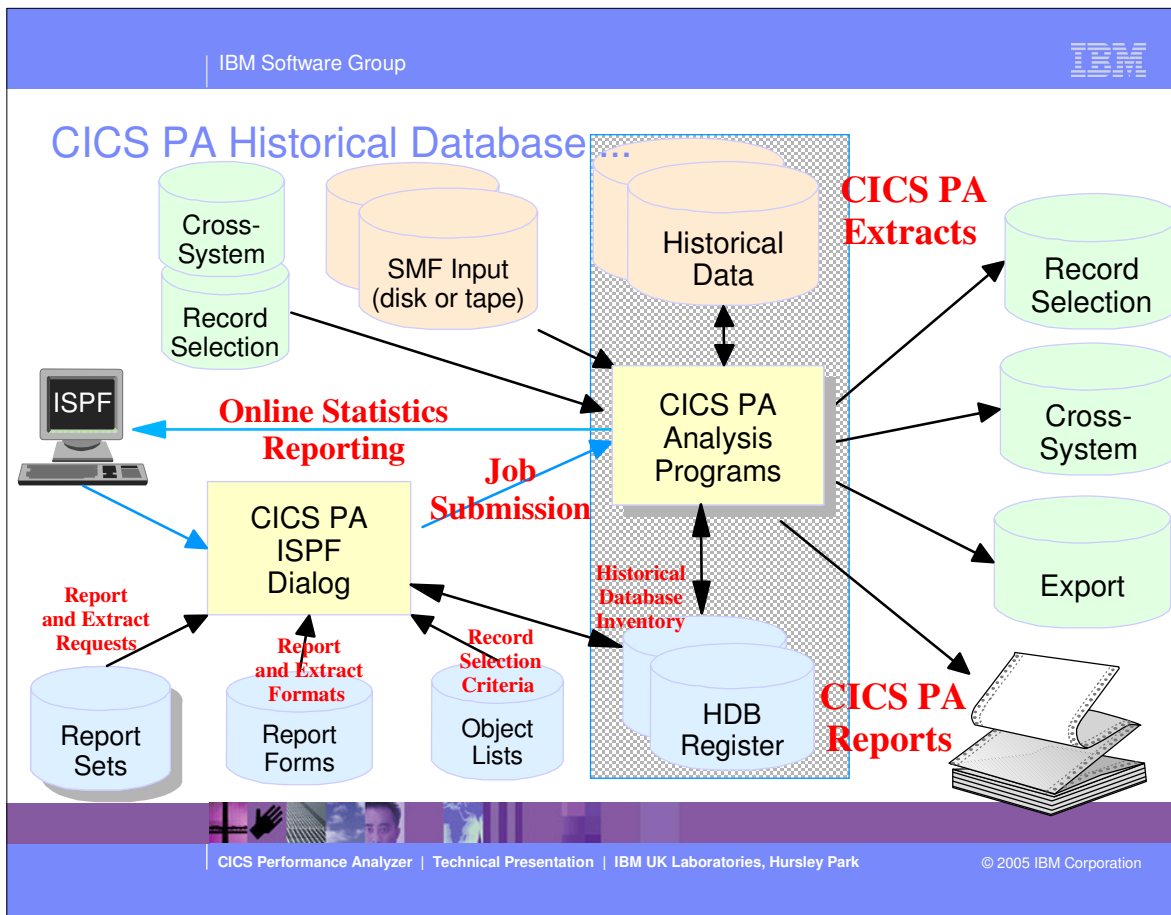 IBM Software Group
IBM
CICS PA Historical Database ...
Cross-
System
Record
Selection
SMF Input
(disk or tape)
Historical
Data
CICS PA
Extracts
Record
Selection
ISPF
Online Statistics
Reporting
CICS PA
Analysis
Programs
Cross-
System
Job
Submission
CICS PA
ISPF
Dialog
Export
Report
and Extract
Requests
Report
and Extract
Formats
Record
Selection
Criteria
Historical
Database
Inventory
Report
Sets
Report
Forms
Object
Lists
HDB
Register
CICS PA
Reports
CICS Performance Analyzer | Technical Presentation | IBM UK Laboratories, Hursley Park
© 2005 IBM Corporation